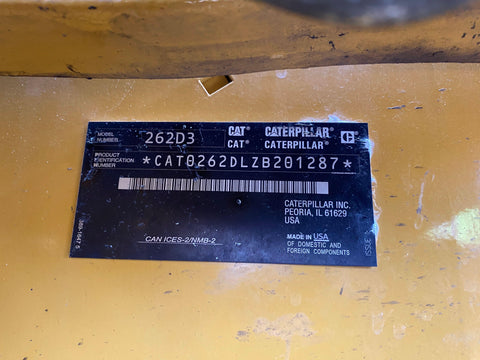 MODEL NUMBER 262D3 CAT CATERPILLAR
CAT® CATERPILLAR®
PRODUCT IDENTIFICATION NUMBER *CAT0262DLZB201287*
CATERPILLAR INC.
PEORIA, IL 61629
USA
CAN ICES-2/NMB-2
MADE IN USA
OF DOMESTIC AND
FOREIGN COMPONENTS
ISSUE